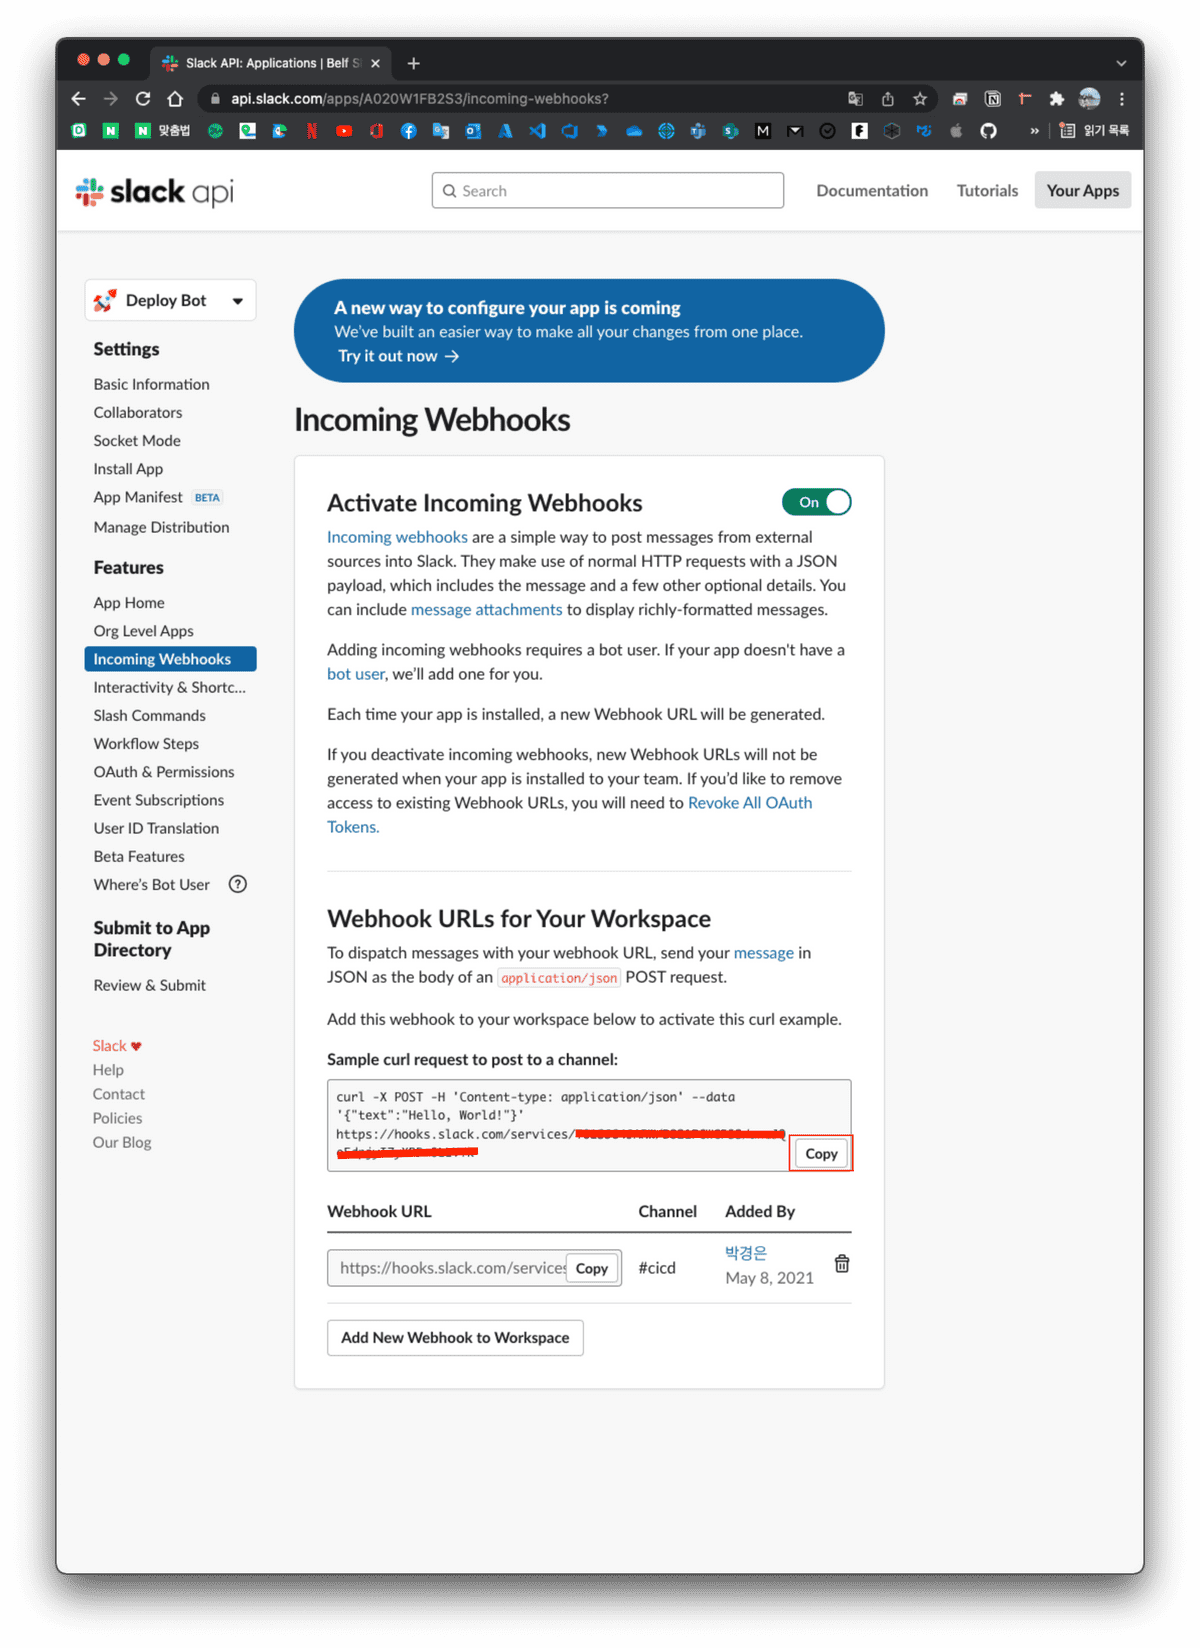 Slack API: Applications | Belf S
api.slack.com/apps/A020W1FB2S3/incoming-webhooks?
맞춤법
읽기 목록
slack api
Search
Documentation
Tutorials
Your Apps
Deploy Bot
Settings
Basic Information
Collaborators
Socket Mode
Install App
App Manifest BETA
Manage Distribution
Features
App Home
Org Level Apps
Incoming Webhooks
Interactivity & Shortc...
Slash Commands
Workflow Steps
OAuth & Permissions
Event Subscriptions
User ID Translation
Beta Features
Where's Bot User ?
Submit to App
Directory
Review & Submit
Slack
Help
Contact
Policies
Our Blog
A new way to configure your app is coming
We've built an easier way to make all your changes from one place.
Try it out now →
Incoming Webhooks
Activate Incoming Webhooks
On
Incoming webhooks are a simple way to post messages from external
sources into Slack. They make use of normal HTTP requests with a JSON
payload, which includes the message and a few other optional details. You
can include message attachments to display richly-formatted messages.
Adding incoming webhooks requires a bot user. If your app doesn't have a
bot user, we'll add one for you.
Each time your app is installed, a new Webhook URL will be generated.
If you deactivate incoming webhooks, new Webhook URLs will not be
generated when your app is installed to your team. If you'd like to remove
access to existing Webhook URLs, you will need to Revoke All OAuth
Tokens.
Webhook URLs for Your Workspace
To dispatch messages with your webhook URL, send your message in
JSON as the body of an application/json POST request.
Add this webhook to your workspace below to activate this curl example.
Sample curl request to post to a channel:
curl -X POST -H 'Content-type: application/json' --data
'{"text":"Hello, World!"}'
https://hooks.slack.com/services/
Copy
Webhook URL
Channel
Added By
https://hooks.slack.com/services
Copy
#cicd
박경은
May 8, 2021
Add New Webhook to Workspace